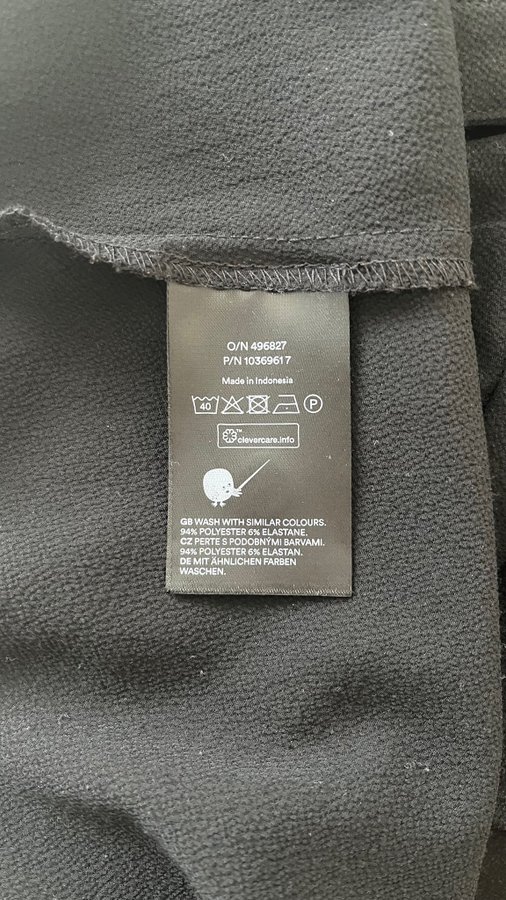 O/N 496827
P/N 10369617
Made in Indonesia
40 P
™
clevercare.info
GB WASH WITH SIMILAR COLOURS.
94% POLYESTER 6% ELASTANE.
CZ PERTE S PODOBNÝMI BARVAMI.
94% POLYESTER 6% ELASTAN.
DE MIT ÄHNLICHEN FARBEN
WASCHEN.